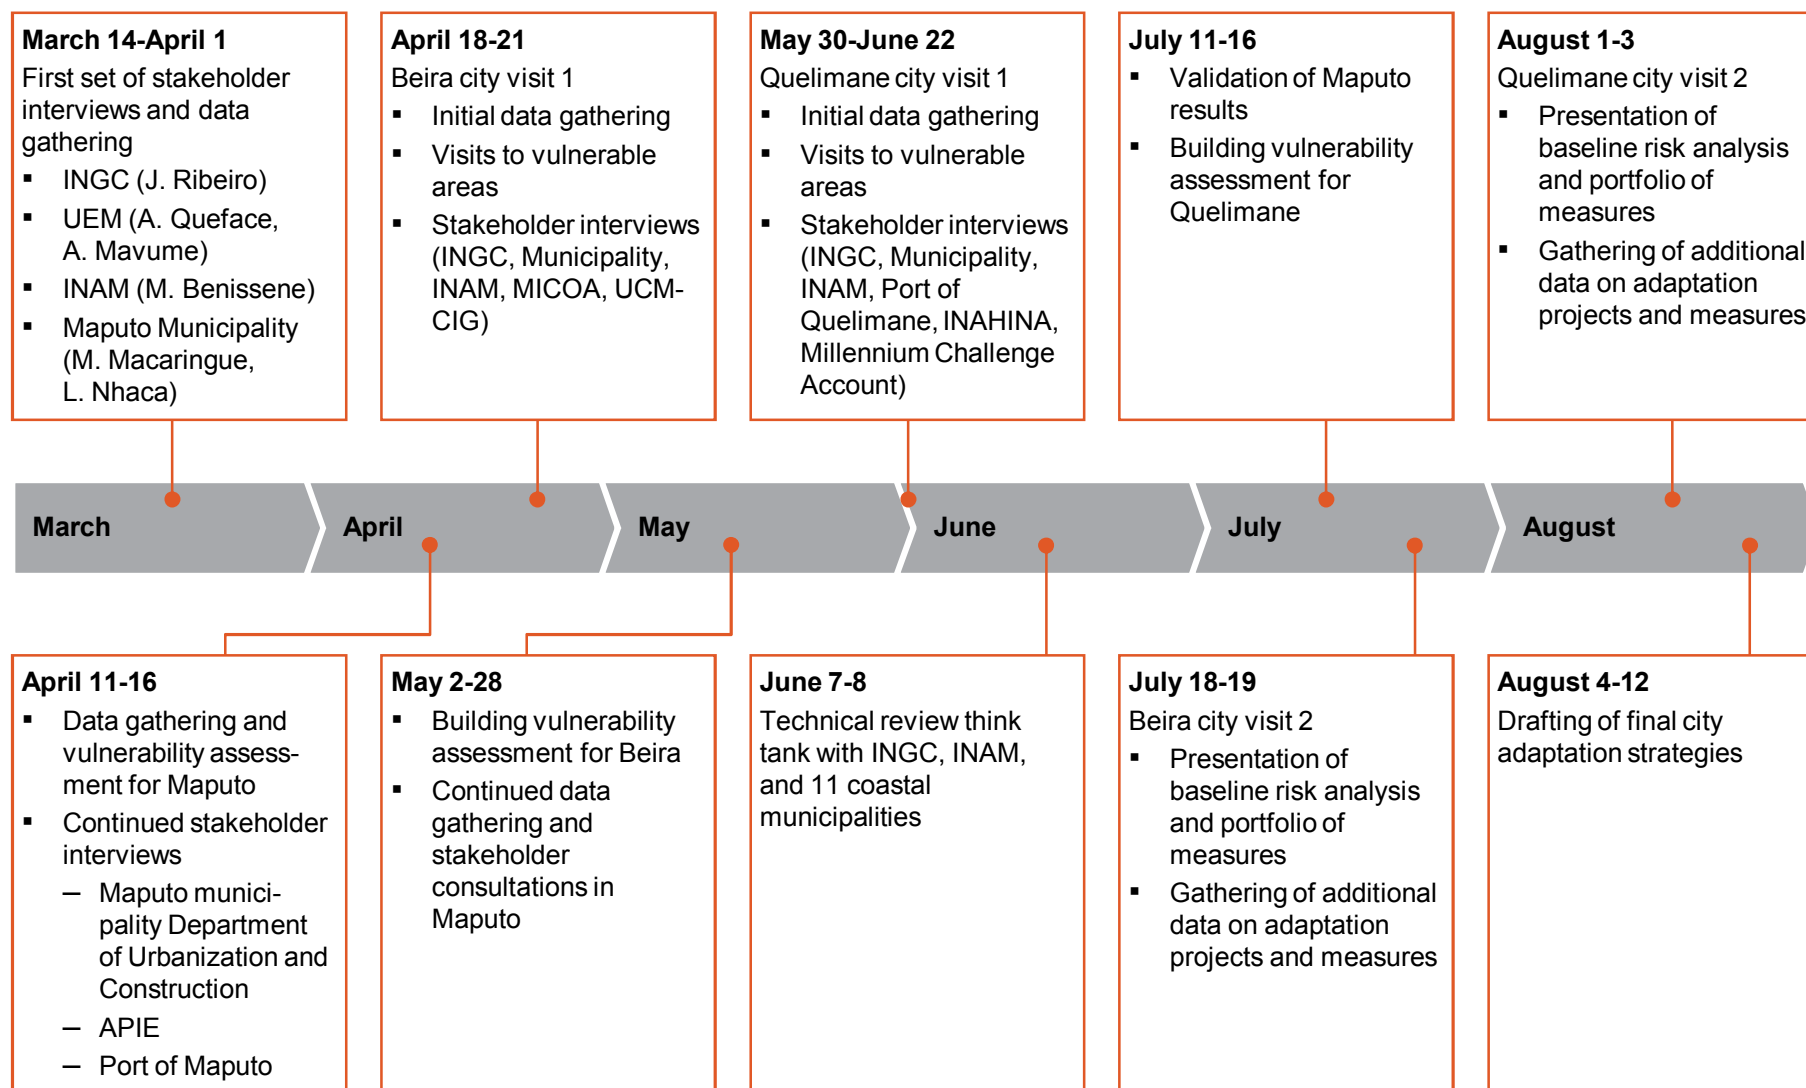 March 14-April 1
First set of stakeholder
interviews and data
gathering
▪ INGC (J. Ribeiro)
▪ UEM (A. Queface,
A. Mavume)
▪ INAM (M. Benissene)
▪ Maputo Municipality
(M. Macaringue,
L. Nhaca)
April 18-21
Beira city visit 1
▪ Initial data gathering
▪ Visits to vulnerable
areas
▪ Stakeholder interviews
(INGC, Municipality,
INAM, MICOA, UCM-
CIG)
May 30-June 22
Quelimane city visit 1
▪ Initial data gathering
▪ Visits to vulnerable
areas
▪ Stakeholder interviews
(INGC, Municipality,
INAM, Port of
Quelimane, INAHINA,
Millennium Challenge
Account)
July 11-16
▪ Validation of Maputo
results
▪ Building vulnerability
assessment for
Quelimane
August 1-3
Quelimane city visit 2
▪ Presentation of
baseline risk analysis
and portfolio of
measures
▪ Gathering of additional
data on adaptation
projects and measures
March
April
May
June
July
August
April 11-16
▪ Data gathering and
vulnerability assess-
ment for Maputo
▪ Continued stakeholder
interviews
– Maputo munici-
pality Department
of Urbanization and
Construction
– APIE
– Port of Maputo
May 2-28
▪ Building vulnerability
assessment for Beira
▪ Continued data
gathering and
stakeholder
consultations in
Maputo
June 7-8
Technical review think
tank with INGC, INAM,
and 11 coastal
municipalities
July 18-19
Beira city visit 2
▪ Presentation of
baseline risk analysis
and portfolio of
measures
▪ Gathering of additional
data on adaptation
projects and measures
August 4-12
Drafting of final city
adaptation strategies